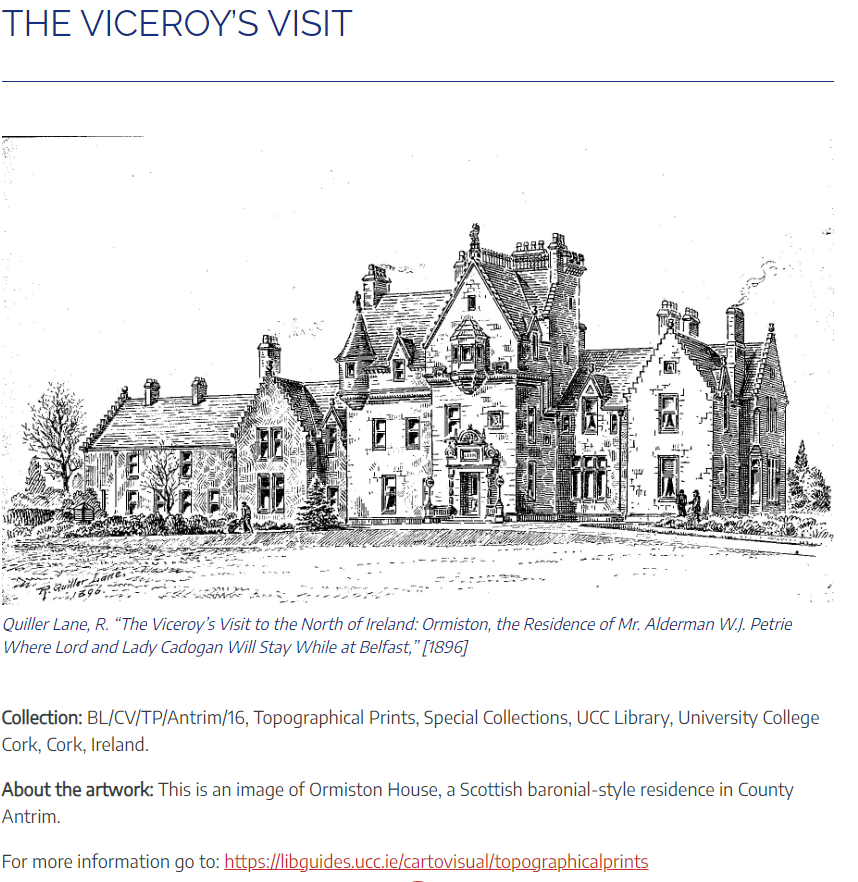 THE VICEROY’S VISIT
R. Quiller Lane.
1896.
Quiller Lane, R. “The Viceroy’s Visit to the North of Ireland: Ormiston, the Residence of Mr. Alderman W.J. Petrie
Where Lord and Lady Cadogan Will Stay While at Belfast,” [1896]
Collection: BL/CV/TP/Antrim/16, Topographical Prints, Special Collections, UCC Library, University College
Cork, Cork, Ireland.
About the artwork: This is an image of Ormiston House, a Scottish baronial-style residence in County
Antrim.
For more information go to: https://libguides.ucc.ie/cartovisual/topographicalprints